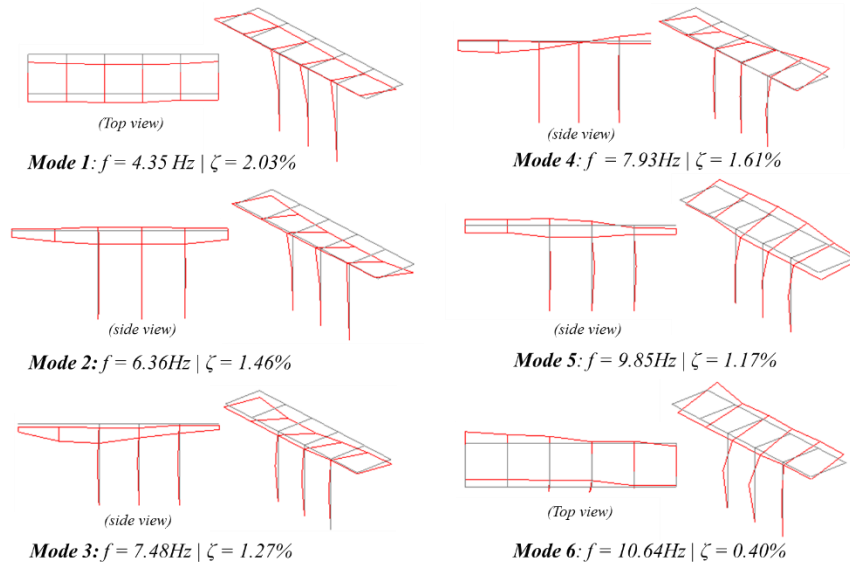 (Top view)
Mode 1: f = 4.35 Hz | ζ = 2.03%
(side view)
Mode 2: f = 6.36Hz | ζ = 1.46%
(side view)
Mode 3: f = 7.48Hz | ζ = 1.27%
(side view)
Mode 4: f = 7.93Hz | ζ = 1.61%
(side view)
Mode 5: f = 9.85Hz | ζ = 1.17%
(Top view)
Mode 6: f = 10.64Hz | ζ = 0.40%